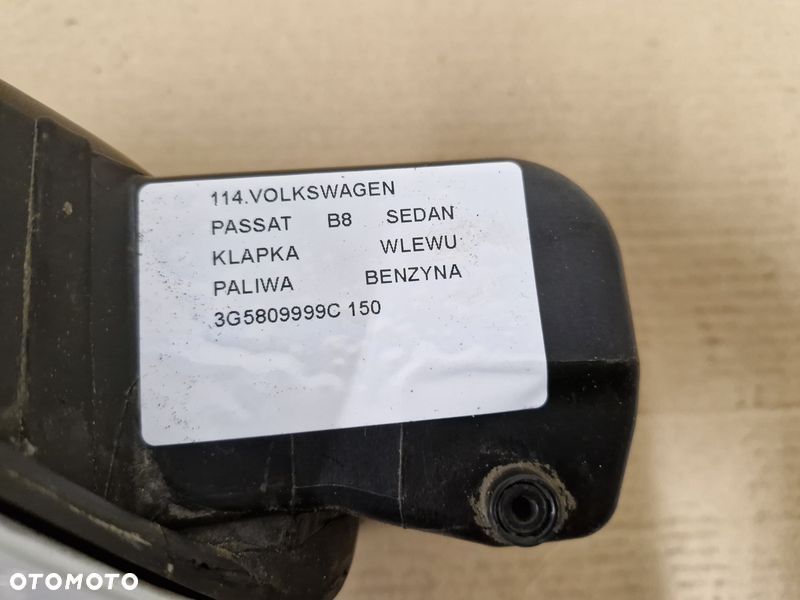 114.VOLKSWAGEN
PASSAT B8 SEDAN
KLAPKA WLEWU
PALIWA BENZYNA
3G5809999C 150
OTOMOTO